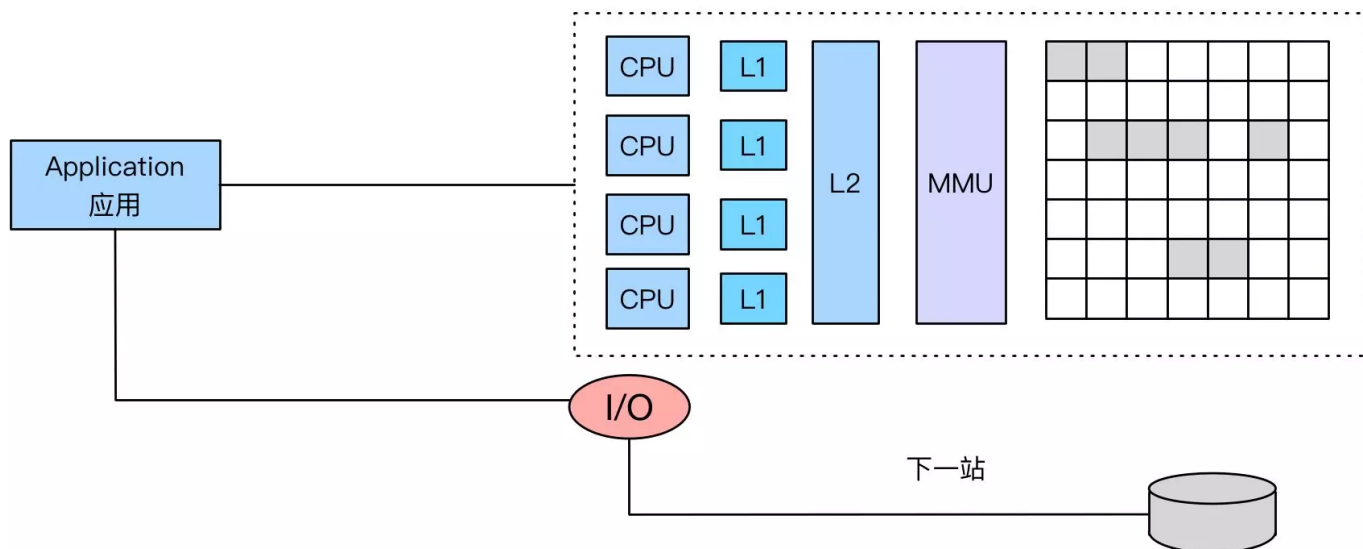 CPU
L1
CPU
L1
Application
应用
L2
MMU
CPU
L1
CPU
L1
I/O
下一站